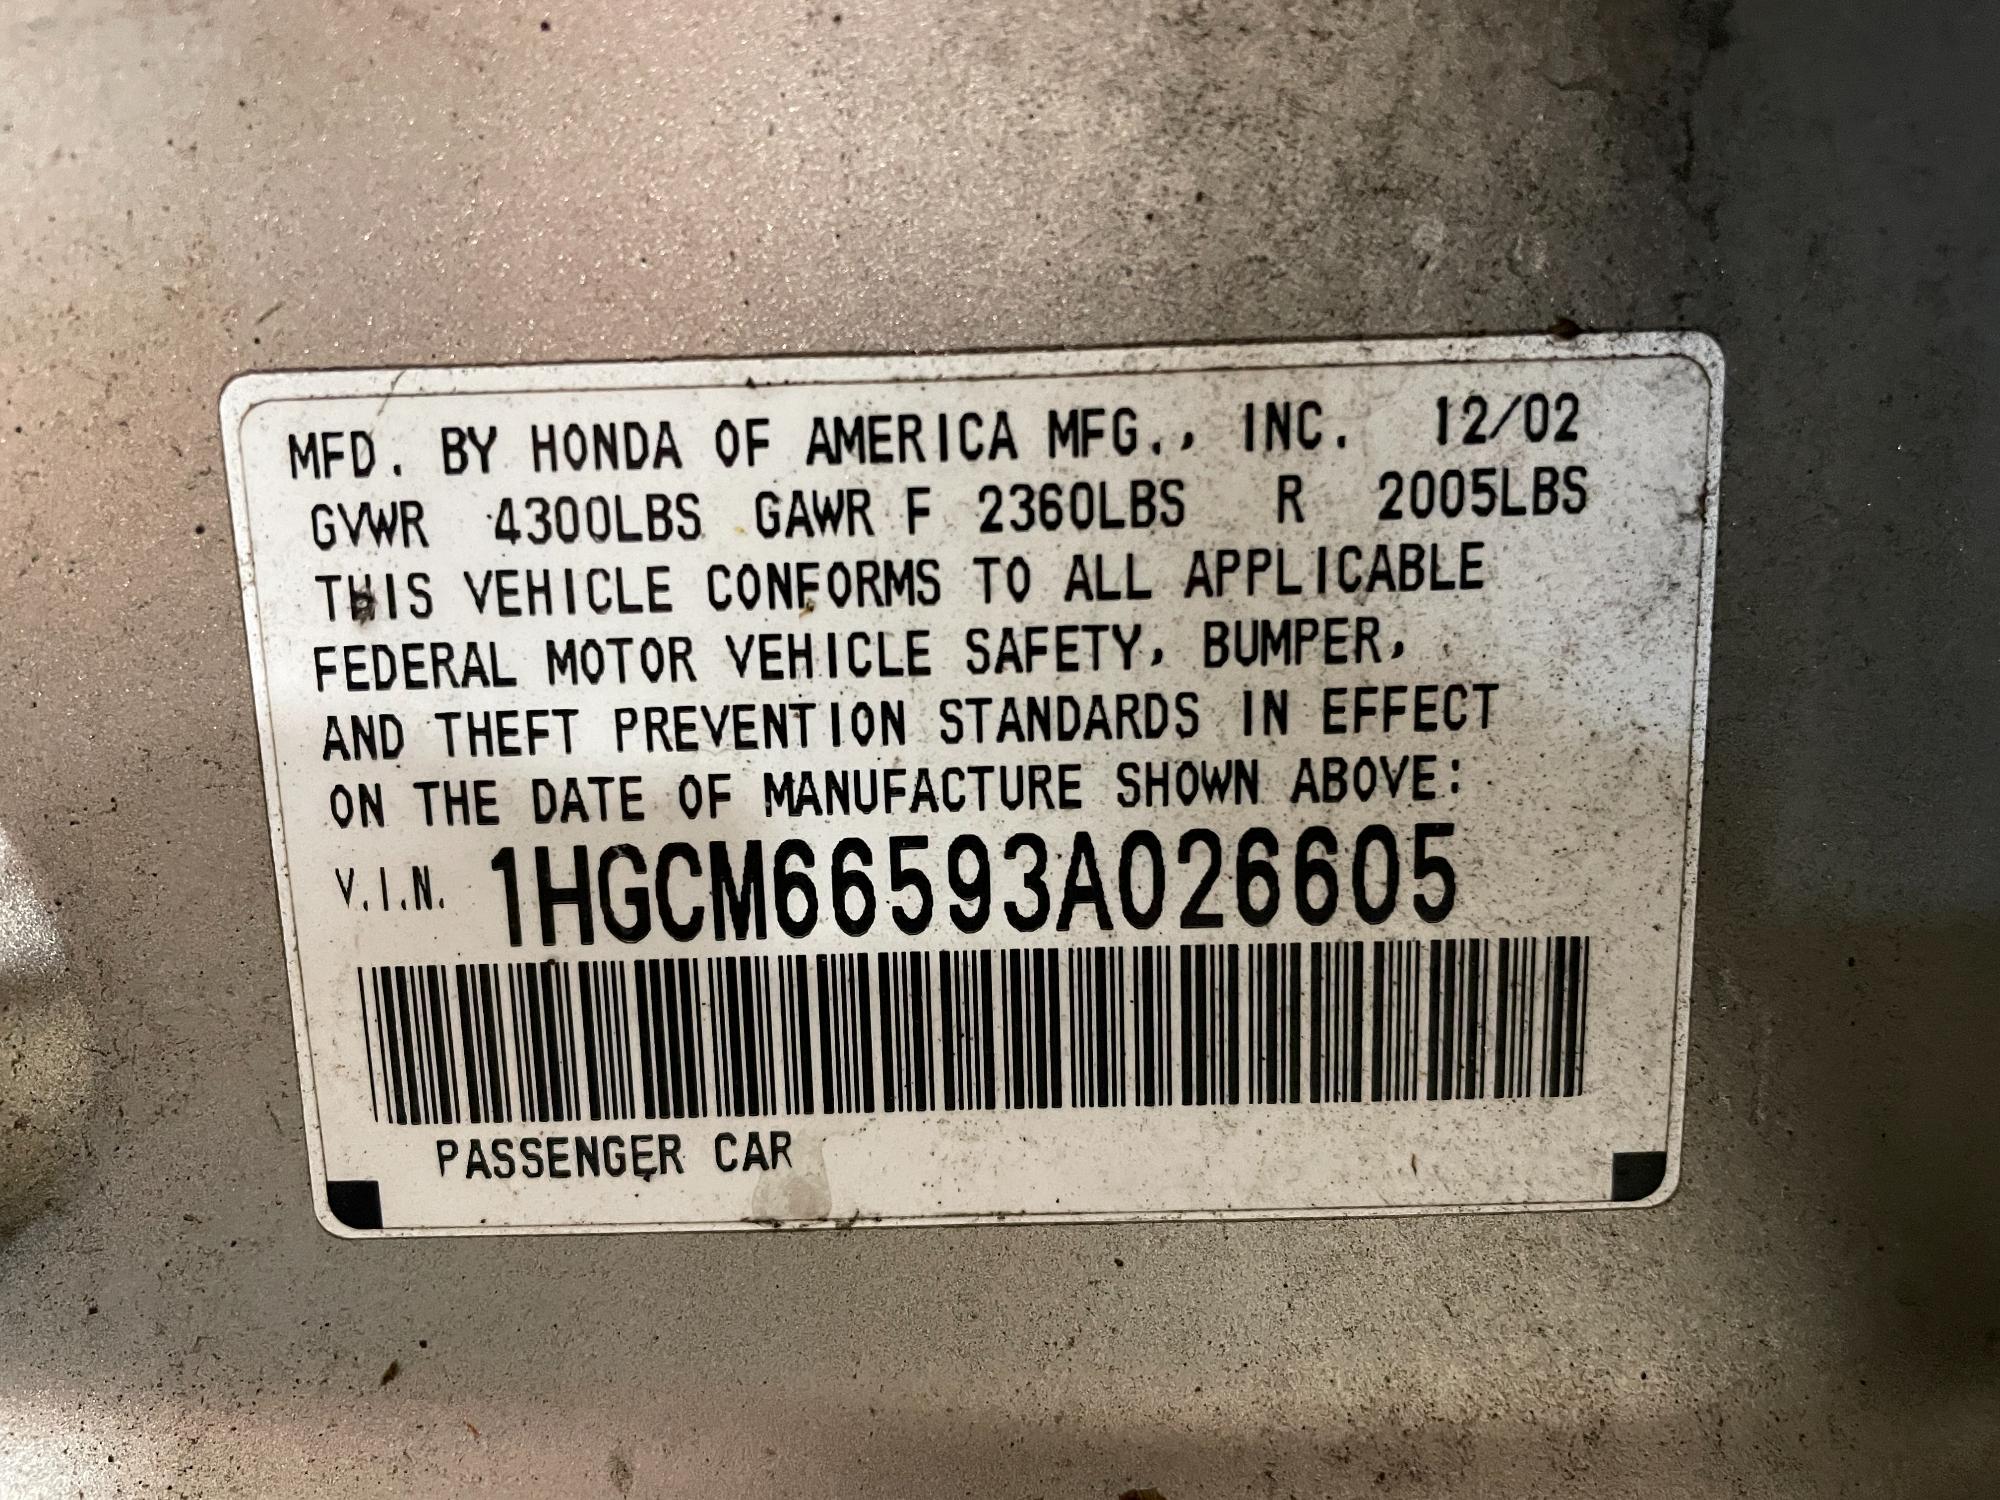 MFD. BY HONDA OF AMERICA MFG., INC. 12/02
GVWR 4300LBS GAWR F 2360LBS R 2005LBS
THIS VEHICLE CONFORMS TO ALL APPLICABLE
FEDERAL MOTOR VEHICLE SAFETY, BUMPER,
AND THEFT PREVENTION STANDARDS IN EFFECT
ON THE DATE OF MANUFACTURE SHOWN ABOVE:
V.I.N. 1HGCM66593A026605
PASSENGER CAR